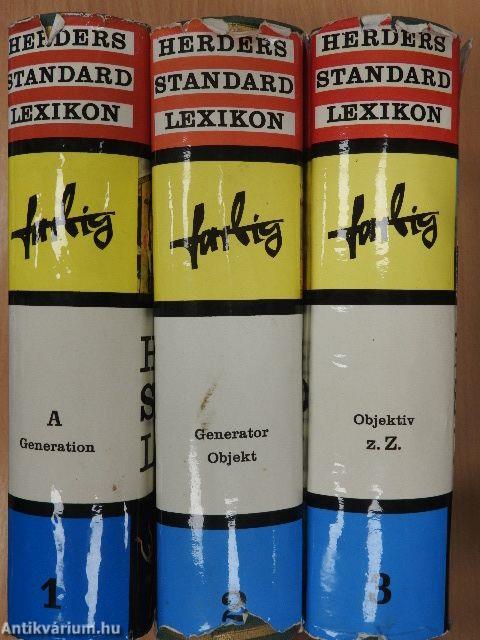 HERDERS
STANDARD
LEXIKON
farbig
A
Generation
1
HERDERS
STANDARD
LEXIKON
farbig
Generator
Objekt
2
HERDERS
STANDARD
LEXIKON
farbig
Objektiv
z. Z.
3
H
S
L
Antikvárium.hu